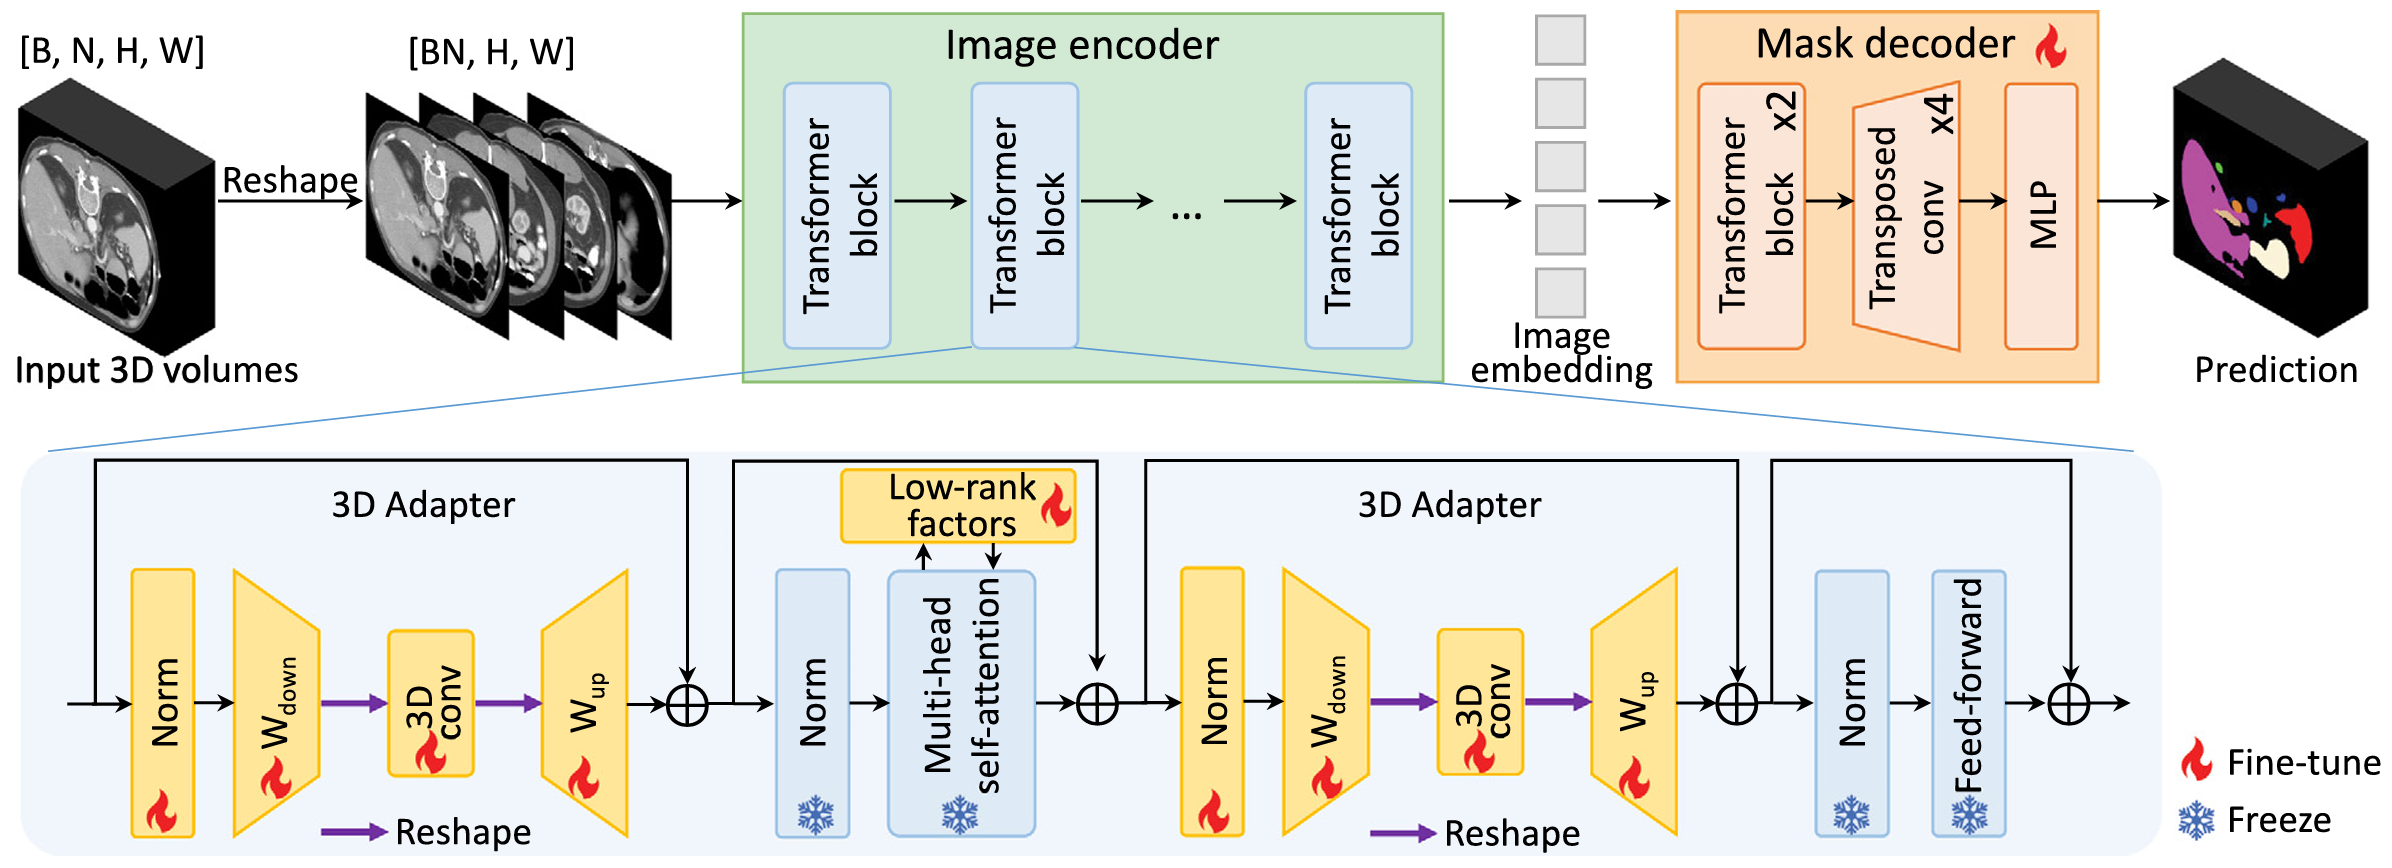 [B, N, H, W]
Reshape
Input 3D volumes
[BN, H, W]
Image encoder
Transformer
block
Transformer
block
...
Transformer
block
Image
embedding
Mask decoder
Transformer
block
x2
Transposed
conv
x4
MLP
Prediction
3D Adapter
Norm
Wdown
3D
conv
Wup
Reshape
Low-rank
factors
Norm
Multi-head
self-attention
3D Adapter
Norm
Wdown
3D
conv
Wup
Reshape
Norm
Feed-forward
Fine-tune
Freeze